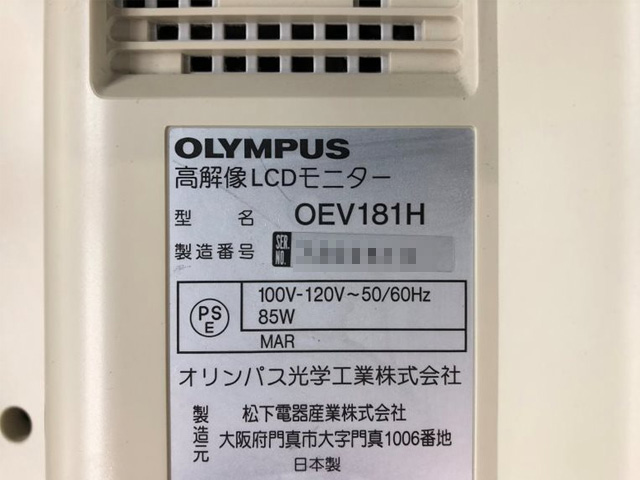 OLYMPUS
高解像LCDモニター
型 名 OEV181H
製造番号 SER. NO.
PS E 100V-120V～50/60Hz
85W
MAR
オリンパス光学工業株式会社
製造元 松下電器産業株式会社
大阪府門真市大字門真1006番地
日本製